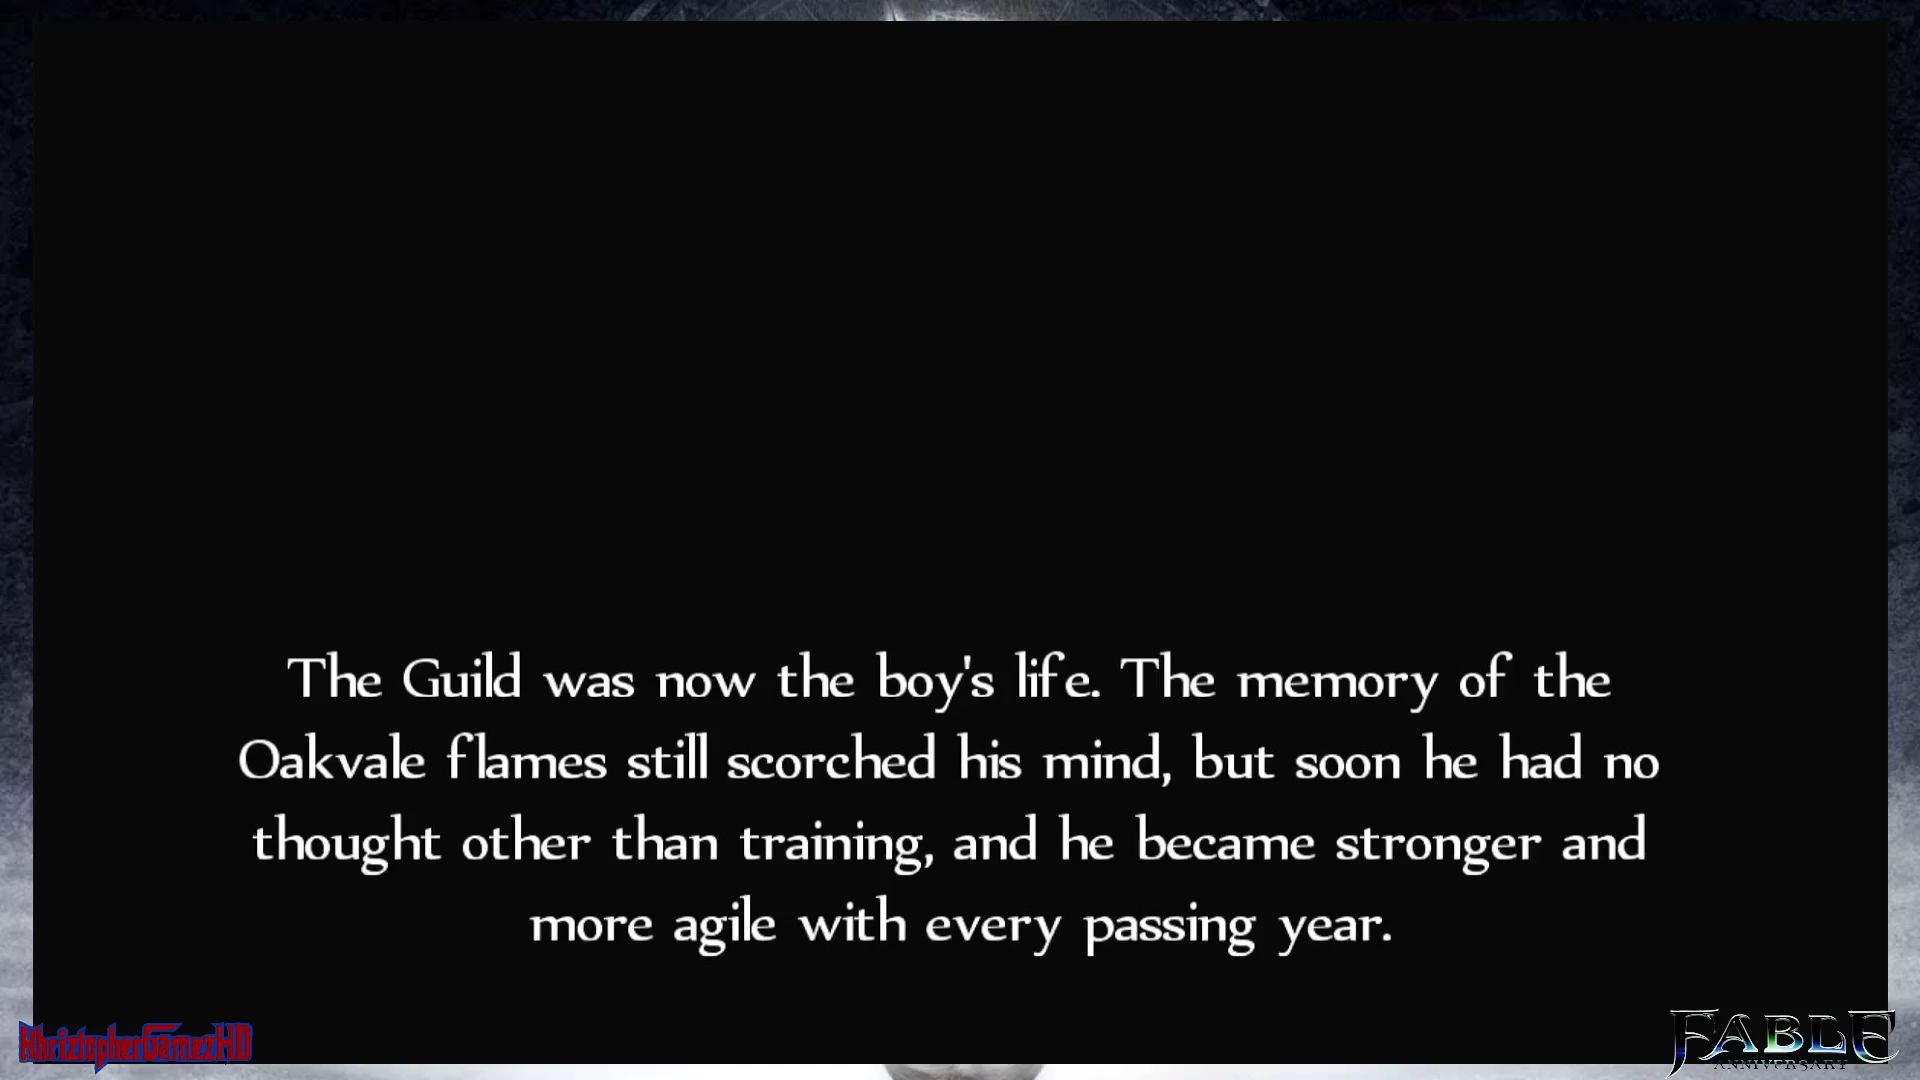 The Guild was now the boy's life. The memory of the
Oakvale flames still scorched his mind, but soon he had no
thought other than training, and he became stronger and
more agile with every passing year.
XhriztopherGamezHD
FABLE
ANNIVERSARY